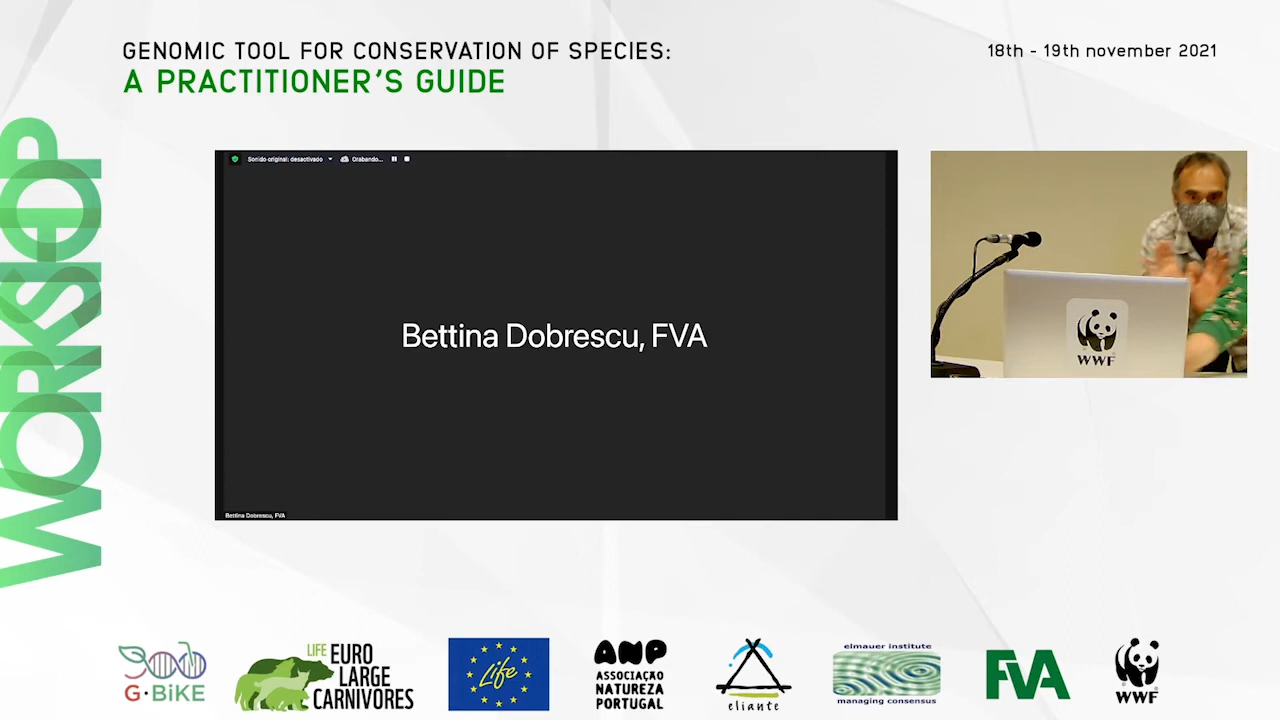 GENOMIC TOOL FOR CONSERVATION OF SPECIES:
A PRACTITIONER'S GUIDE
18th - 19th november 2021
WORKSHOP
Sonido original: desactivado
Grabando...
Bettina Dobrescu, FVA
Bettina Dobrescu, FVA
WWF
G·BiKE
LIFE EURO
LARGE
CARNIVORES
Life
ANP
ASSOCIAÇÃO
NATUREZA
PORTUGAL
eliante
elmauer institute
managing consensus
FVA
WWF